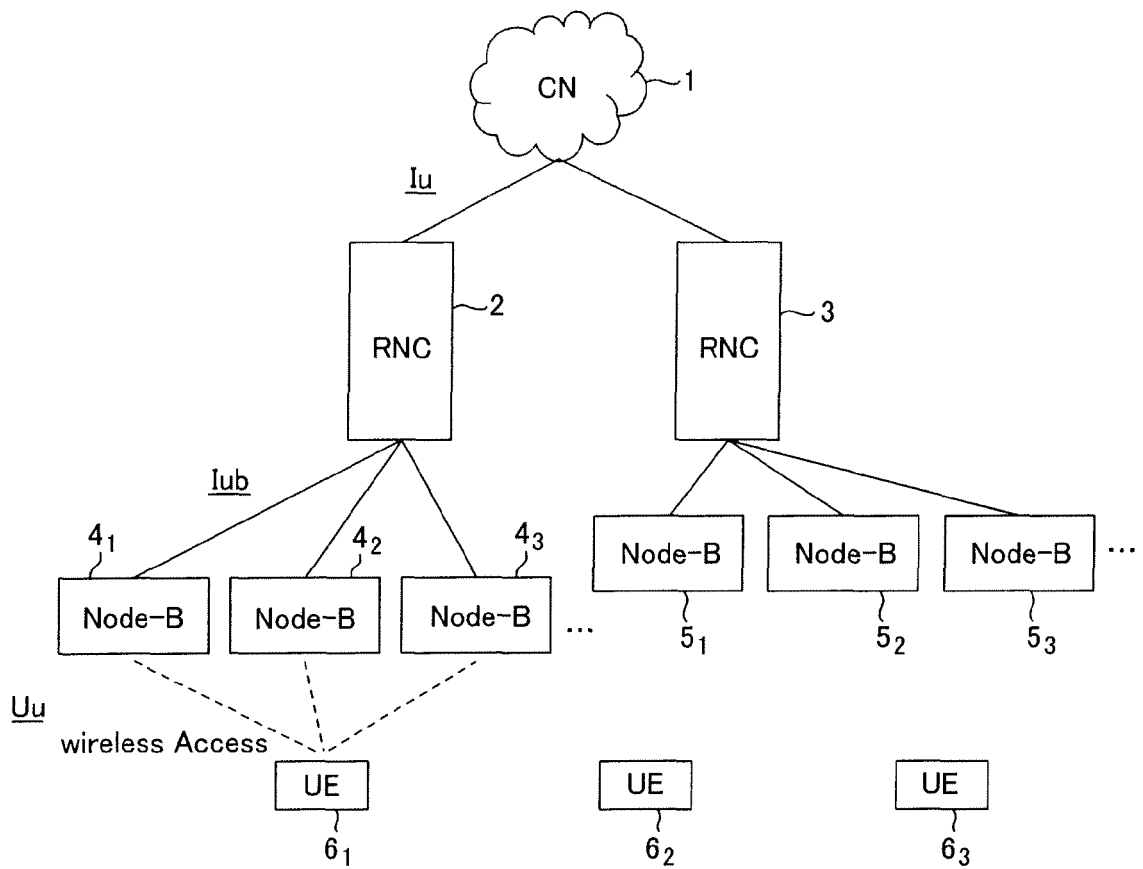 CN
1
Iu
2
3
RNC
RNC
Iub
4₁
4₂
4₃
Node-B
Node-B
Node-B
...
Node-B
Node-B
Node-B
...
5₁
5₂
5₃
Uu
wireless Access
UE
UE
UE
6₁
6₂
6₃